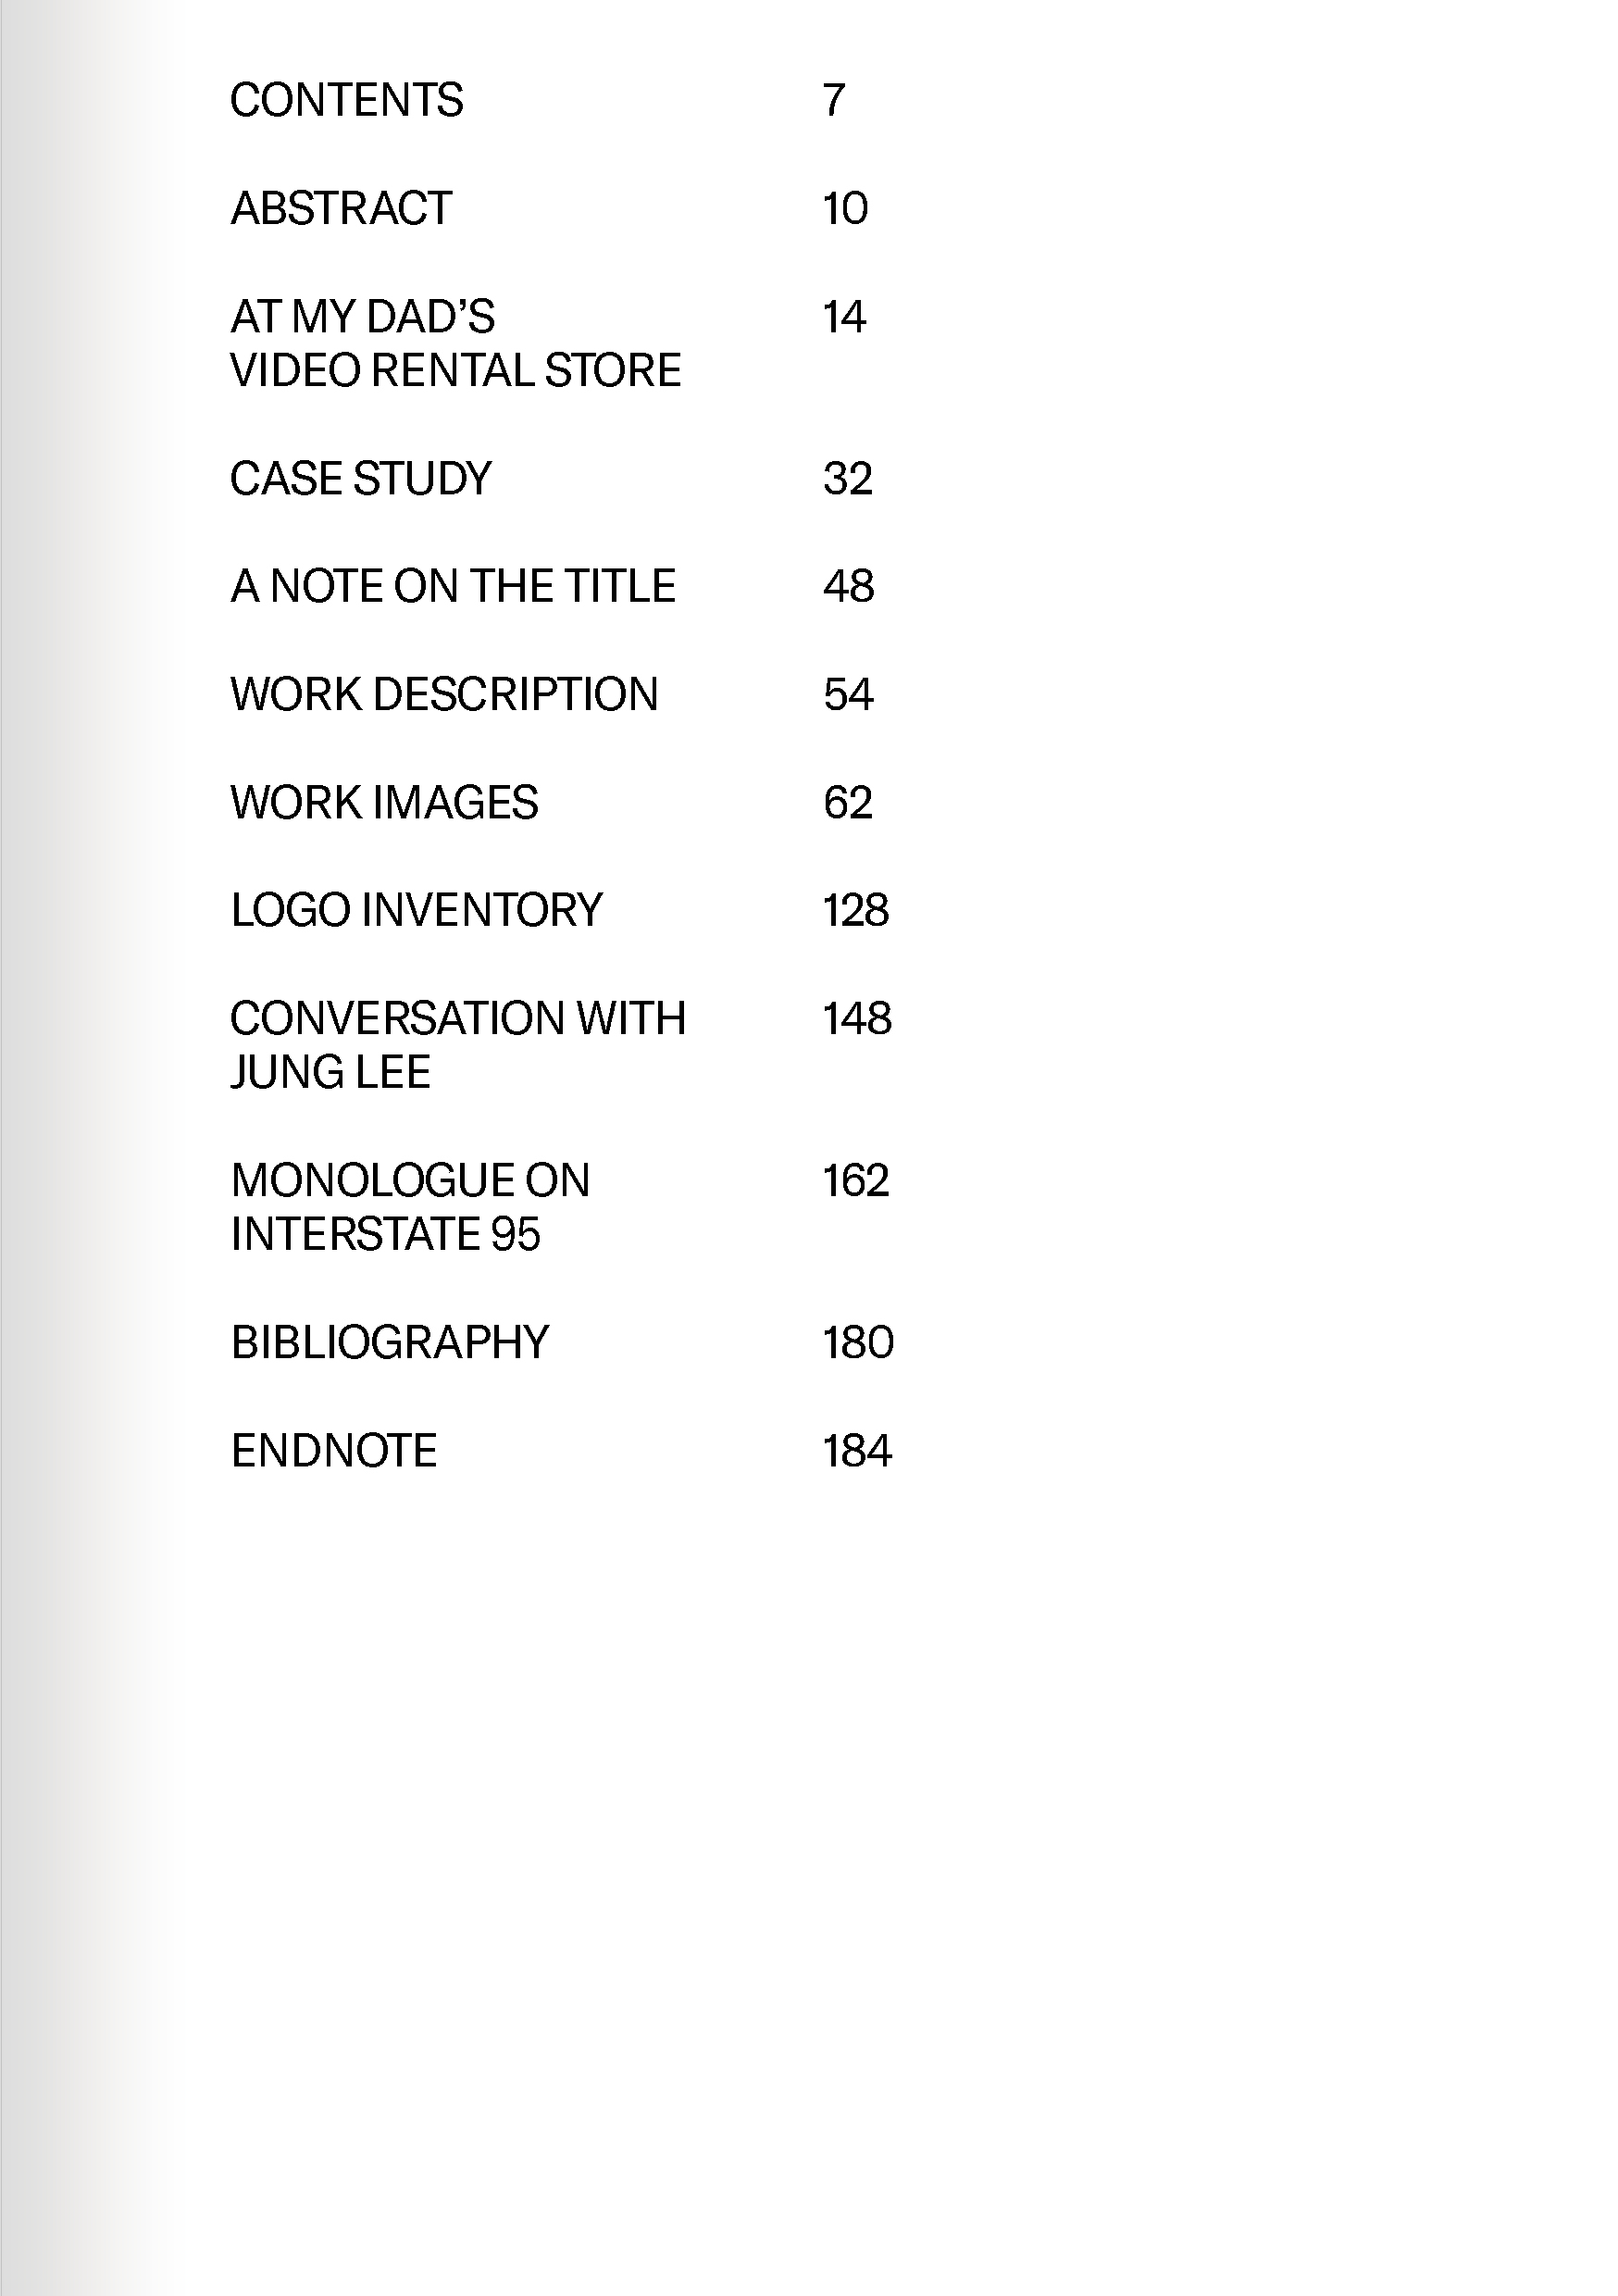 CONTENTS 7
ABSTRACT 10
AT MY DAD’S 14
VIDEO RENTAL STORE
CASE STUDY 32
A NOTE ON THE TITLE 48
WORK DESCRIPTION 54
WORK IMAGES 62
LOGO INVENTORY 128
CONVERSATION WITH 148
JUNG LEE
MONOLOGUE ON 162
INTERSTATE 95
BIBLIOGRAPHY 180
ENDNOTE 184